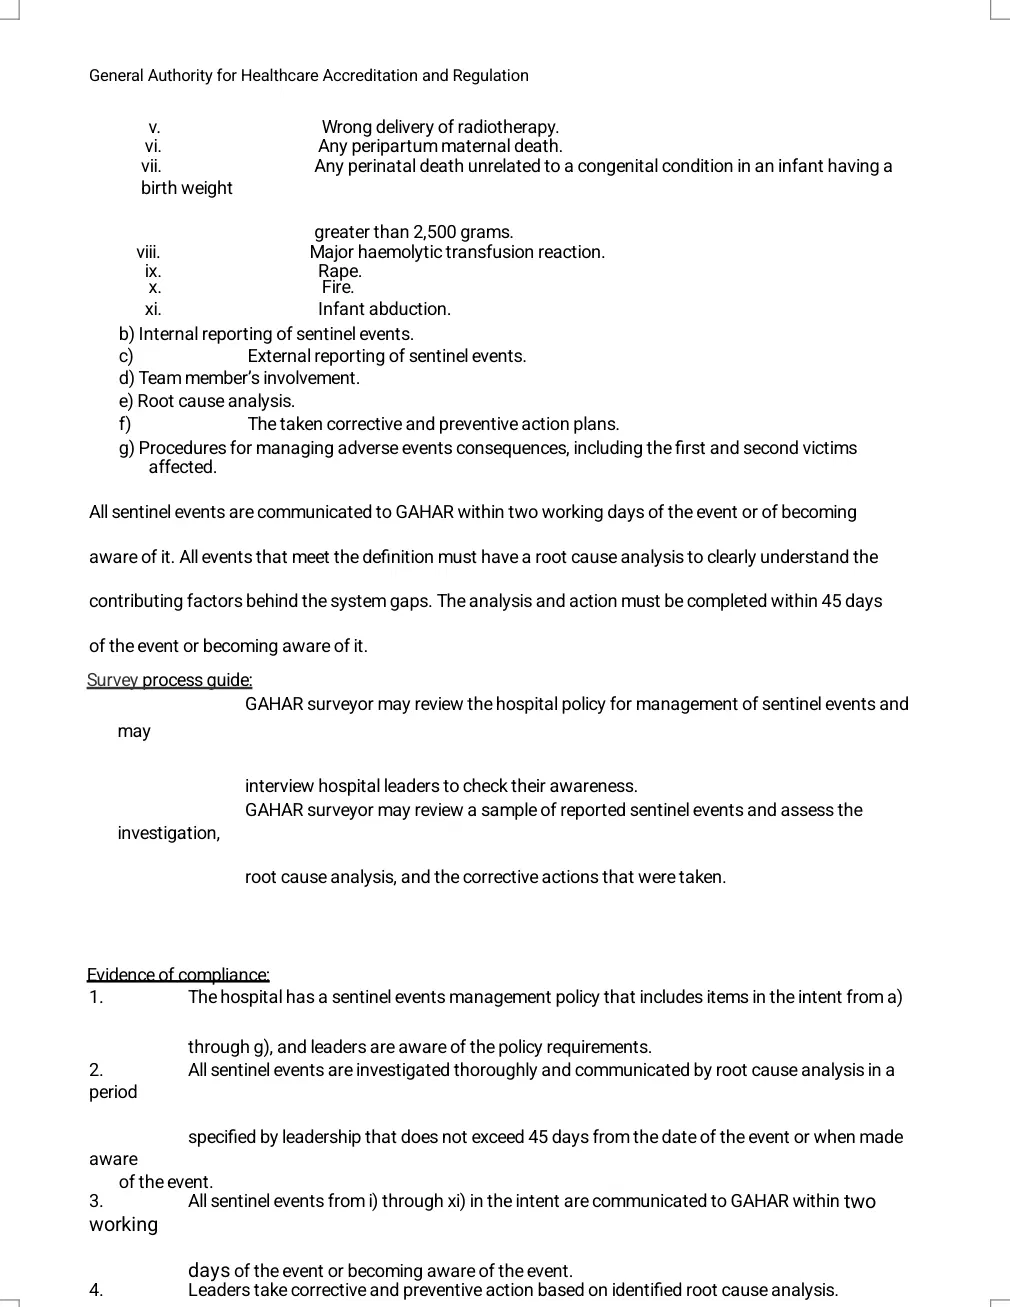 General Authority for Healthcare Accreditation and Regulation
v. Wrong delivery of radiotherapy.
vi. Any peripartum maternal death.
vii. Any perinatal death unrelated to a congenital condition in an infant having a
birth weight
greater than 2,500 grams.
viii. Major haemolytic transfusion reaction.
ix. Rape.
x. Fire.
xi. Infant abduction.
b) Internal reporting of sentinel events.
c) External reporting of sentinel events.
d) Team member’s involvement.
e) Root cause analysis.
f) The taken corrective and preventive action plans.
g) Procedures for managing adverse events consequences, including the first and second victims
affected.
All sentinel events are communicated to GAHAR within two working days of the event or of becoming
aware of it. All events that meet the definition must have a root cause analysis to clearly understand the
contributing factors behind the system gaps. The analysis and action must be completed within 45 days
of the event or becoming aware of it.
Survey process guide:
GAHAR surveyor may review the hospital policy for management of sentinel events and
may
interview hospital leaders to check their awareness.
GAHAR surveyor may review a sample of reported sentinel events and assess the
investigation,
root cause analysis, and the corrective actions that were taken.
Evidence of compliance:
1. The hospital has a sentinel events management policy that includes items in the intent from a)
through g), and leaders are aware of the policy requirements.
2. All sentinel events are investigated thoroughly and communicated by root cause analysis in a
period
specified by leadership that does not exceed 45 days from the date of the event or when made
aware
of the event.
3. All sentinel events from i) through xi) in the intent are communicated to GAHAR within two
working
days of the event or becoming aware of the event.
4. Leaders take corrective and preventive action based on identified root cause analysis.